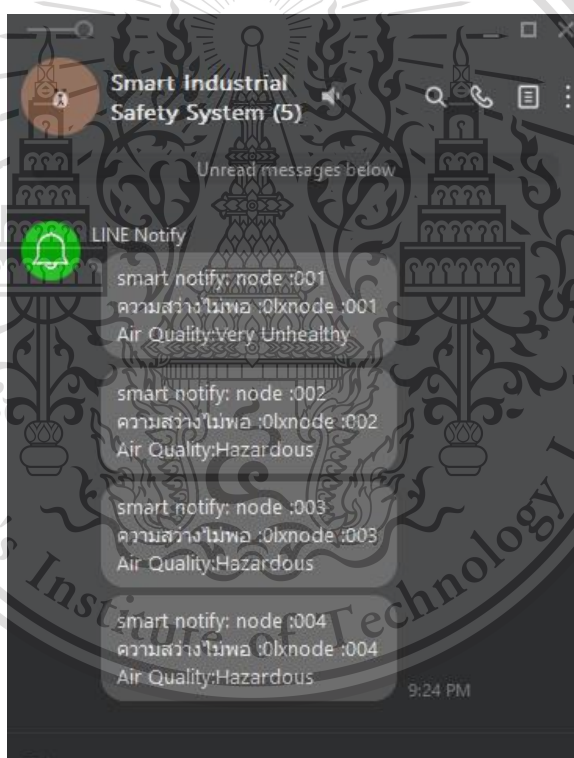 Smart Industrial
Safety System (5)
Unread messages below
LINE Notify
smart notify: node :001
ความสว่างไม่พอ :0lxnode :001
Air Quality:Very Unhealthy
smart notify: node :002
ความสว่างไม่พอ :0lxnode :002
Air Quality:Hazardous
smart notify: node :003
ความสว่างไม่พอ :0lxnode :003
Air Quality:Hazardous
smart notify: node :004
ความสว่างไม่พอ :0lxnode :004
Air Quality:Hazardous
9:24 PM
Institute of Technology